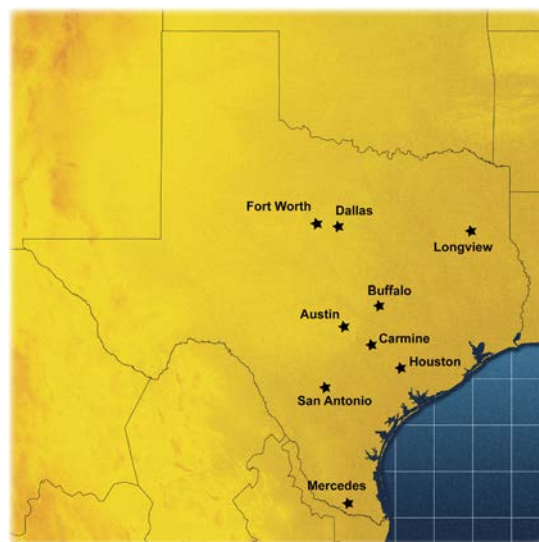 Fort Worth
Dallas
Longview
Buffalo
Austin
Carmine
Houston
San Antonio
Mercedes